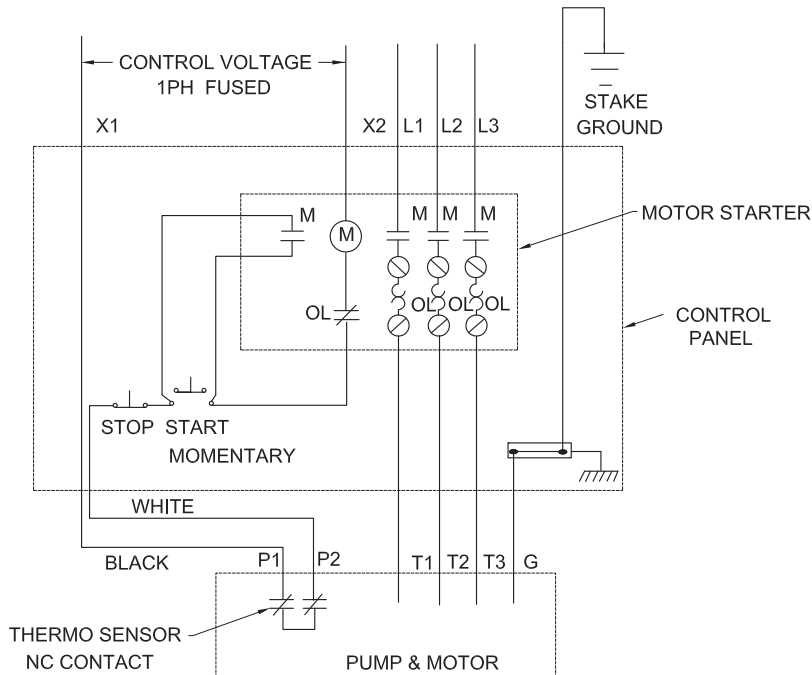 CONTROL VOLTAGE
1PH FUSED
STAKE
GROUND
X1
X2 L1 L2 L3
M
M
M M M
MOTOR STARTER
OL
OL OL OL
CONTROL
PANEL
STOP START
MOMENTARY
WHITE
BLACK
P1 P2
T1 T2 T3 G
THERMO SENSOR
NC CONTACT
PUMP & MOTOR